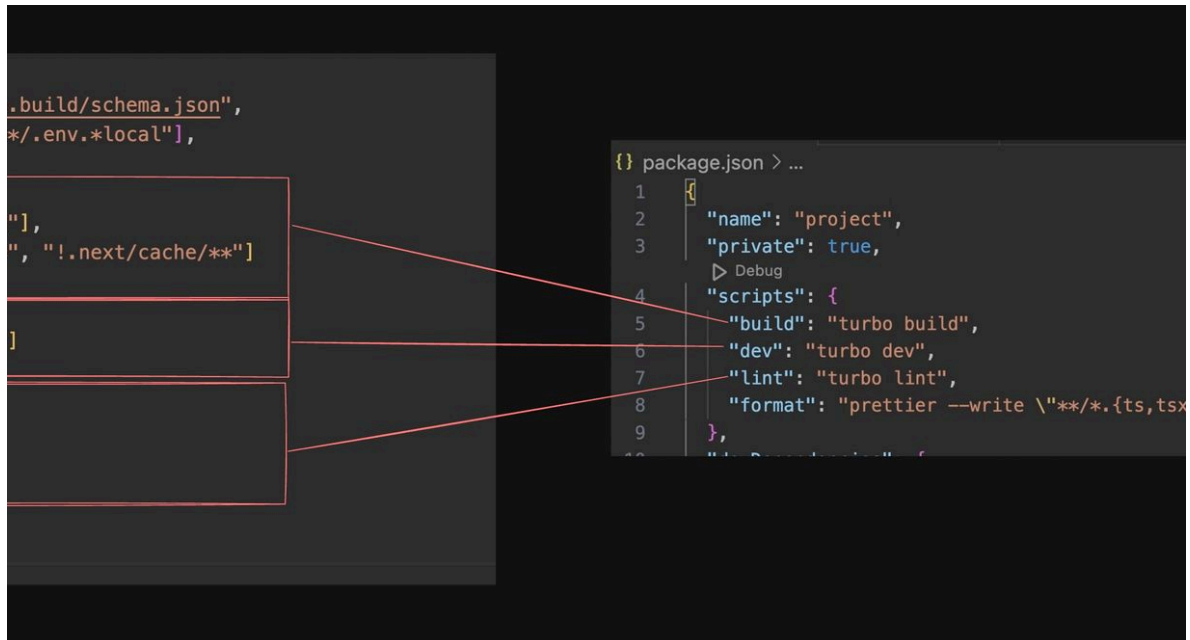 .build/schema.json",
*/.env.*local"],
"],
", "!.next/cache/**"]
]
{} package.json > ...
1 {
2 "name": "project",
3 "private": true,
Debug
4 "scripts": {
5 "build": "turbo build",
6 "dev": "turbo dev",
7 "lint": "turbo lint",
8 "format": "prettier --write \"**/*.{ts,tsx
9 },